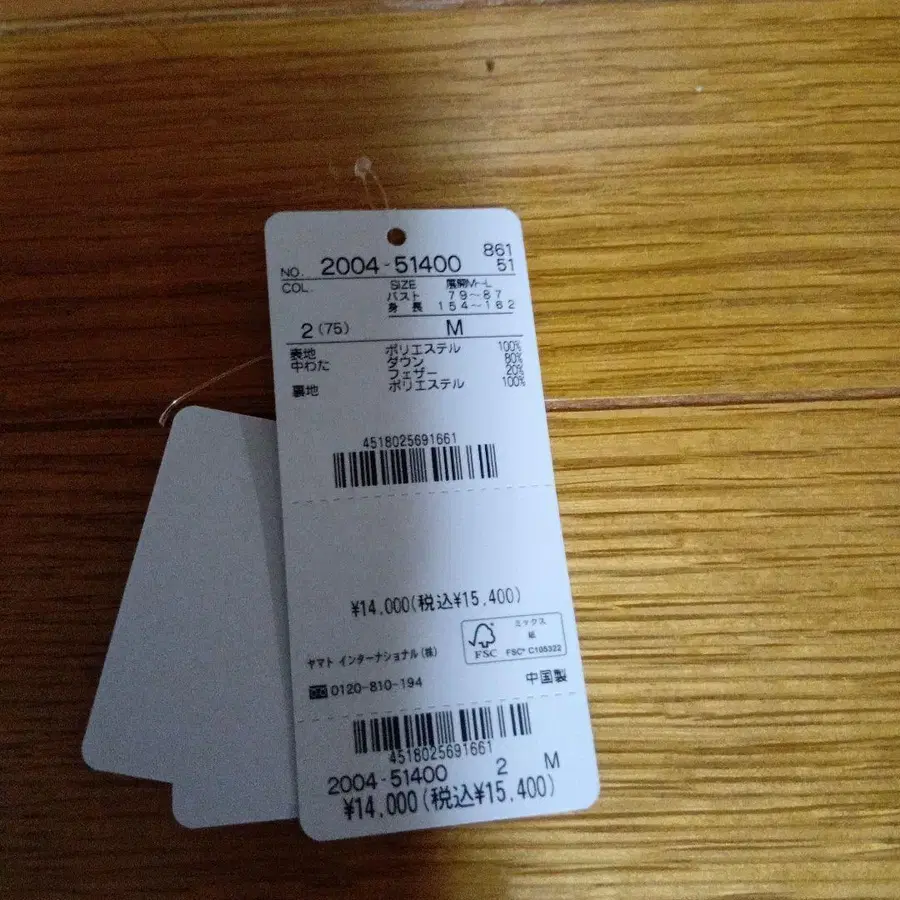 861
NO. 2004-51400 51
COL. SIZE 展開M-L
バスト 79~87
身長 154~162
2(75) M
表地 ポリエステル 100%
中わた ダウン 80%
フェザー 20%
裏地 ポリエステル 100%
4518025691661
¥14,000(税込¥15,400)
ミックス
紙
FSC FSC® C105322
ヤマト インターナショナル(株)
0120-810-194 中国製
4518025691661
2004-51400 2 M
¥14,000(税込¥15,400)